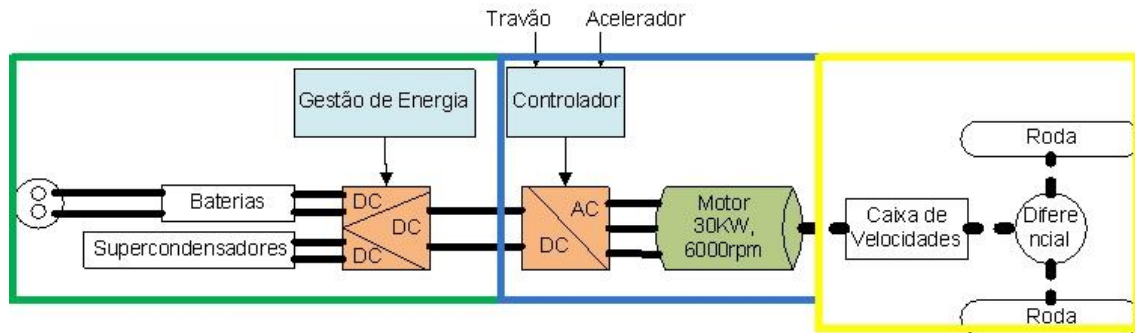 Travão
Acelerador
Gestão de Energia
Controlador
Baterias
Supercondensadores
DC
DC
DC
AC
DC
Motor
30KW,
6000rpm
Caixa de
Velocidades
Roda
Difere
ncial
Roda